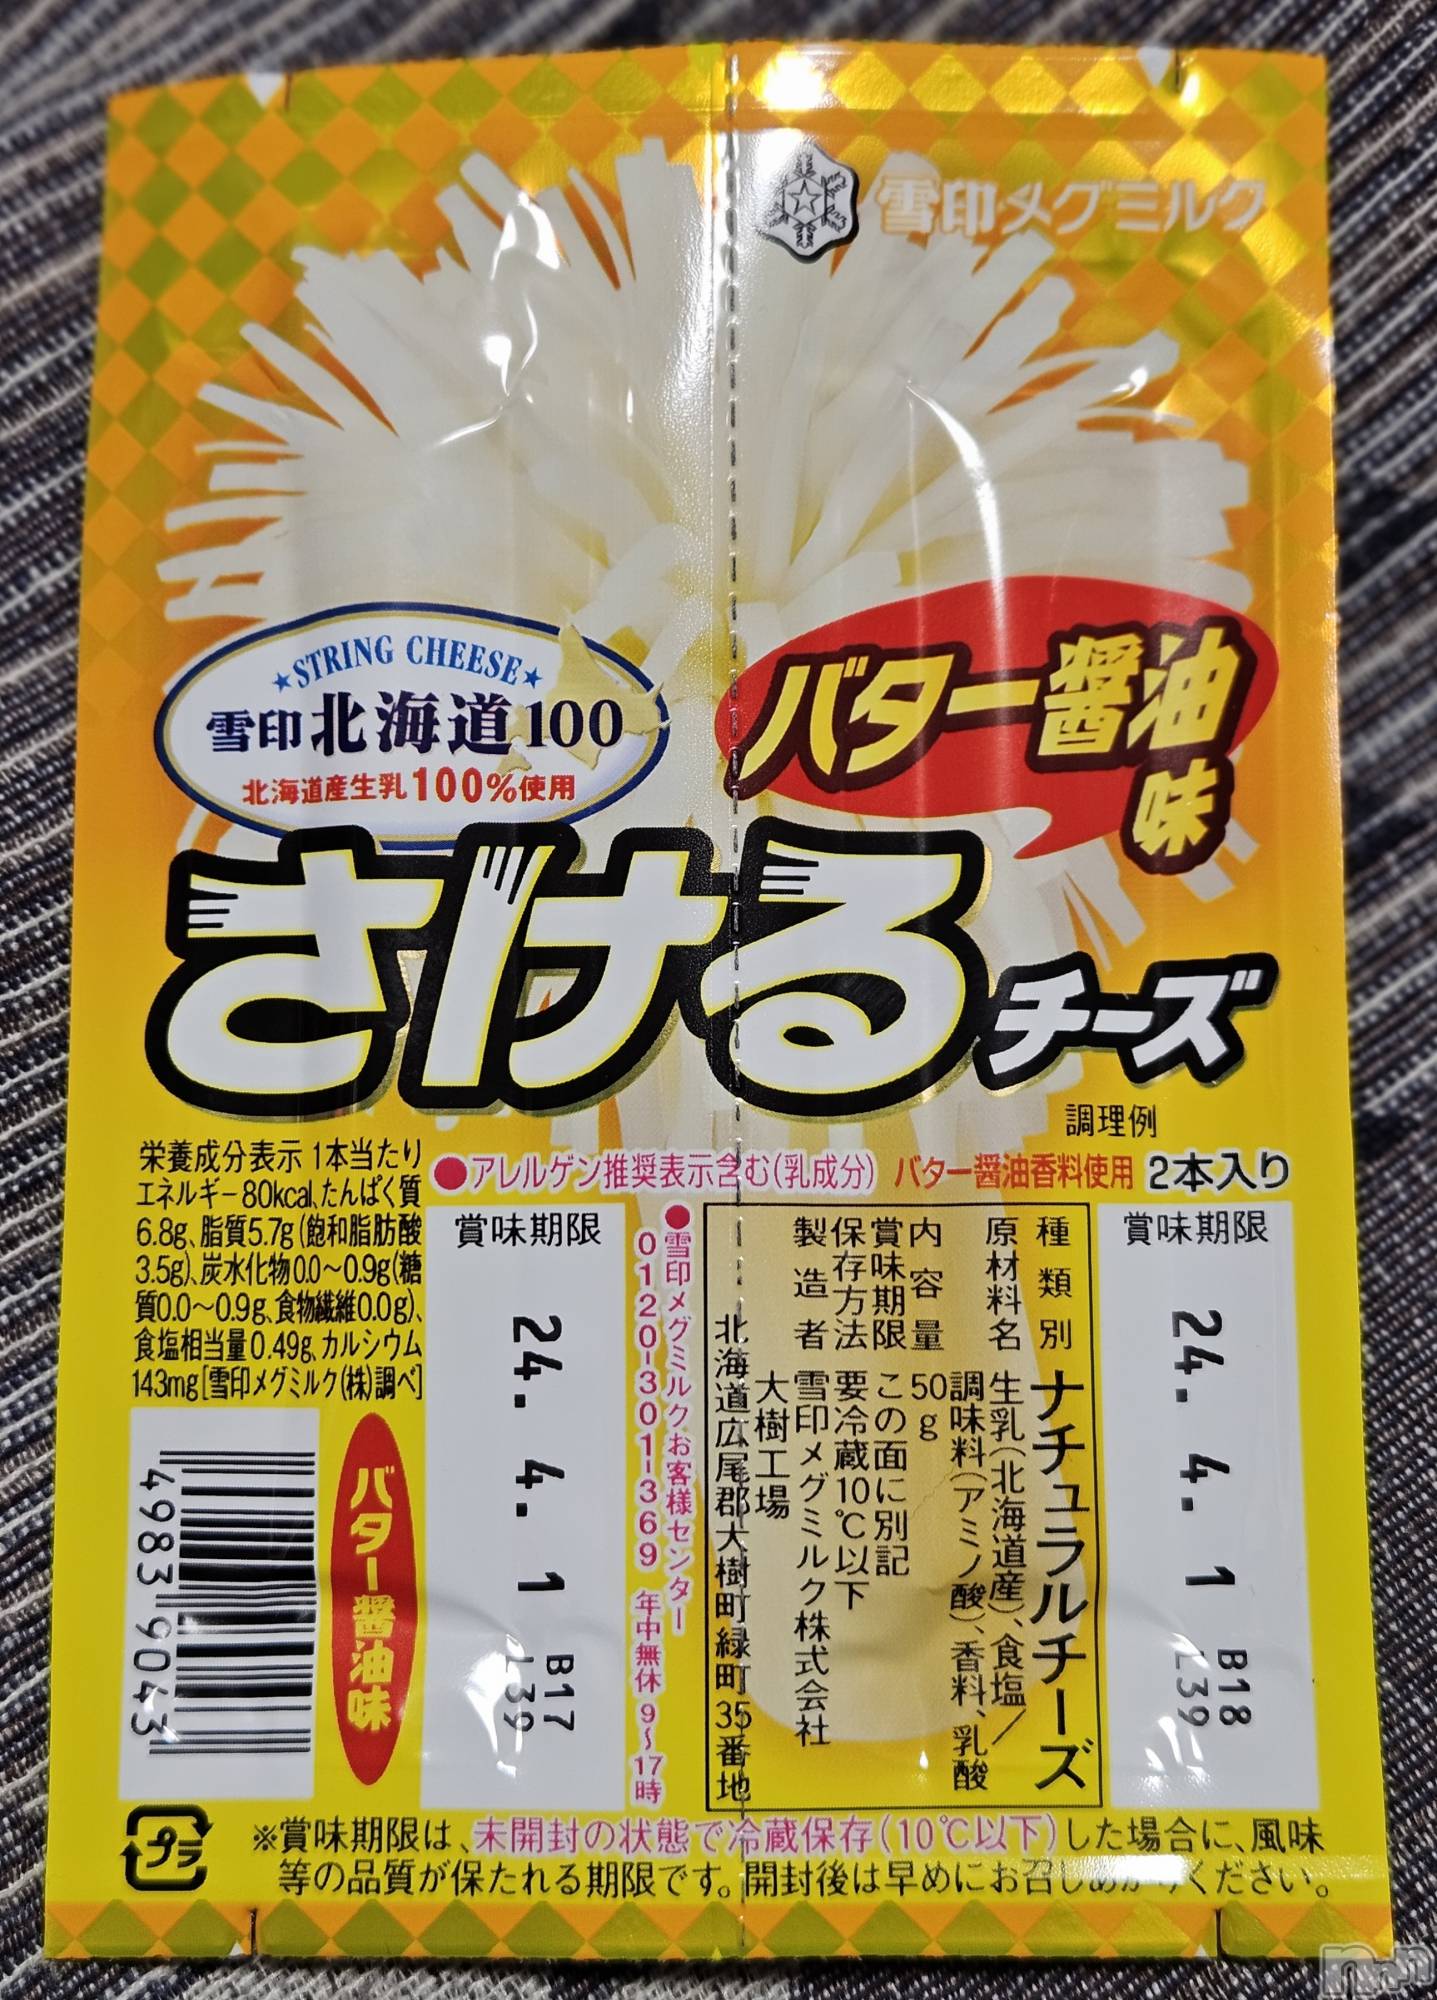 雪印メグミルク
★STRING CHEESE★
雪印北海道100
北海道産生乳100%使用
バター醤油
味
さけるチーズ
調理例
栄養成分表示 1本当たり
エネルギー80kcal、たんぱく質
6.8g、脂質5.7g(飽和脂肪酸
3.5g)、炭水化物0.0〜0.9g(糖
質0.0〜0.9g、食物繊維0.0g)、
食塩相当量0.49g、カルシウム
143mg[雪印メグミルク(株)調べ]
●アレルゲン推奨表示含む(乳成分) バター醤油香料使用 2本入り
賞味期限
24. 4. 1
B17
L39
●雪印メグミルクお客様センター
0120-301-369 年中無休 9〜17時
種類別 ナチュラルチーズ
原材料名 生乳(北海道産)、食塩/
調味料(アミノ酸)、香料、乳酸
内容量 50g
賞味期限 この面に別記
保存方法 要冷蔵10℃以下
製造者 雪印メグミルク株式会社
大樹工場
北海道広尾郡大樹町緑町35番地
賞味期限
24. 4. 1
B18
L39
4983 9043
バター醤油味
プラ
※賞味期限は、未開封の状態で冷蔵保存(10℃以下)した場合に、風味
等の品質が保たれる期限です。開封後は早めにお召しあがりください。